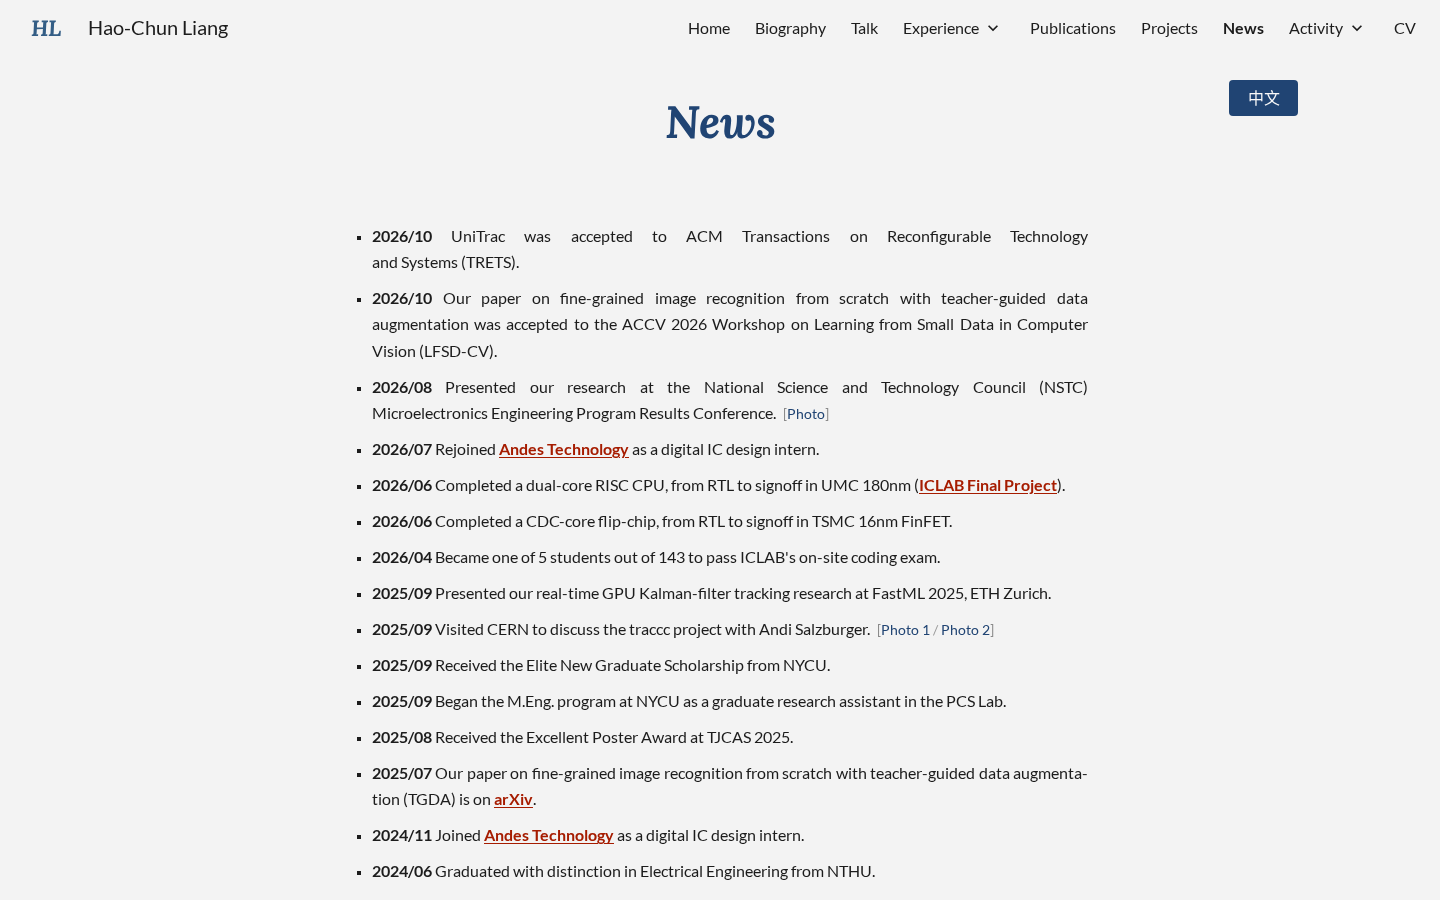 HL Hao-Chun Liang Home Biography Talk Experience Publications Projects News Activity CV
中文
News
2026/10 UniTrac was accepted to ACM Transactions on Reconfigurable Technology
and Systems (TRETS).
2026/10 Our paper on fine-grained image recognition from scratch with teacher-guided data
augmentation was accepted to the ACCV 2026 Workshop on Learning from Small Data in Computer
Vision (LFSD-CV).
2026/08 Presented our research at the National Science and Technology Council (NSTC)
Microelectronics Engineering Program Results Conference. [Photo]
2026/07 Rejoined Andes Technology as a digital IC design intern.
2026/06 Completed a dual-core RISC CPU, from RTL to signoff in UMC 180nm (ICLAB Final Project).
2026/06 Completed a CDC-core flip-chip, from RTL to signoff in TSMC 16nm FinFET.
2026/04 Became one of 5 students out of 143 to pass ICLAB's on-site coding exam.
2025/09 Presented our real-time GPU Kalman-filter tracking research at FastML 2025, ETH Zurich.
2025/09 Visited CERN to discuss the traccc project with Andi Salzburger. [Photo 1 / Photo 2]
2025/09 Received the Elite New Graduate Scholarship from NYCU.
2025/09 Began the M.Eng. program at NYCU as a graduate research assistant in the PCS Lab.
2025/08 Received the Excellent Poster Award at TJCAS 2025.
2025/07 Our paper on fine-grained image recognition from scratch with teacher-guided data augmenta-
tion (TGDA) is on arXiv.
2024/11 Joined Andes Technology as a digital IC design intern.
2024/06 Graduated with distinction in Electrical Engineering from NTHU.